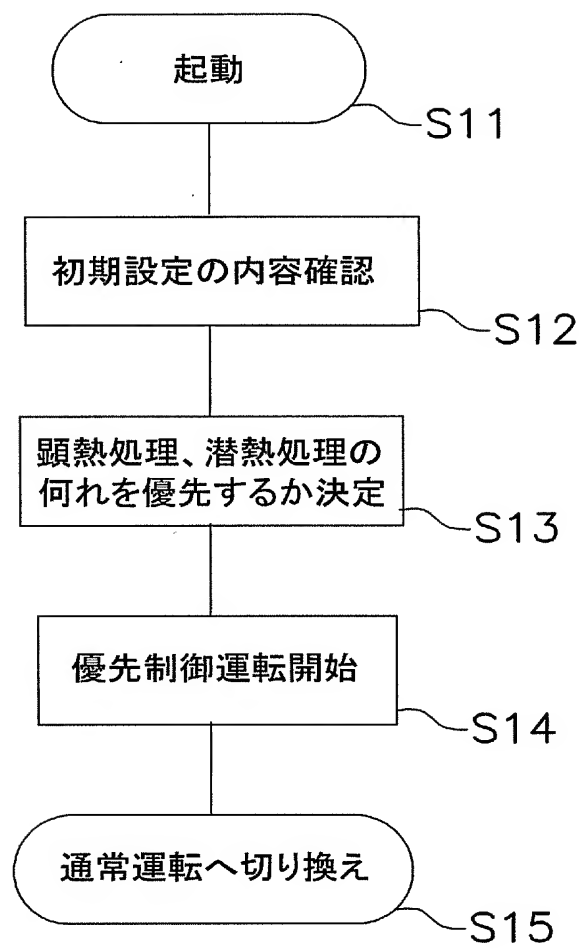 起動
S11
初期設定の内容確認
S12
顕熱処理、潜熱処理の
何れを優先するか決定
S13
優先制御運転開始
S14
通常運転へ切り換え
S15